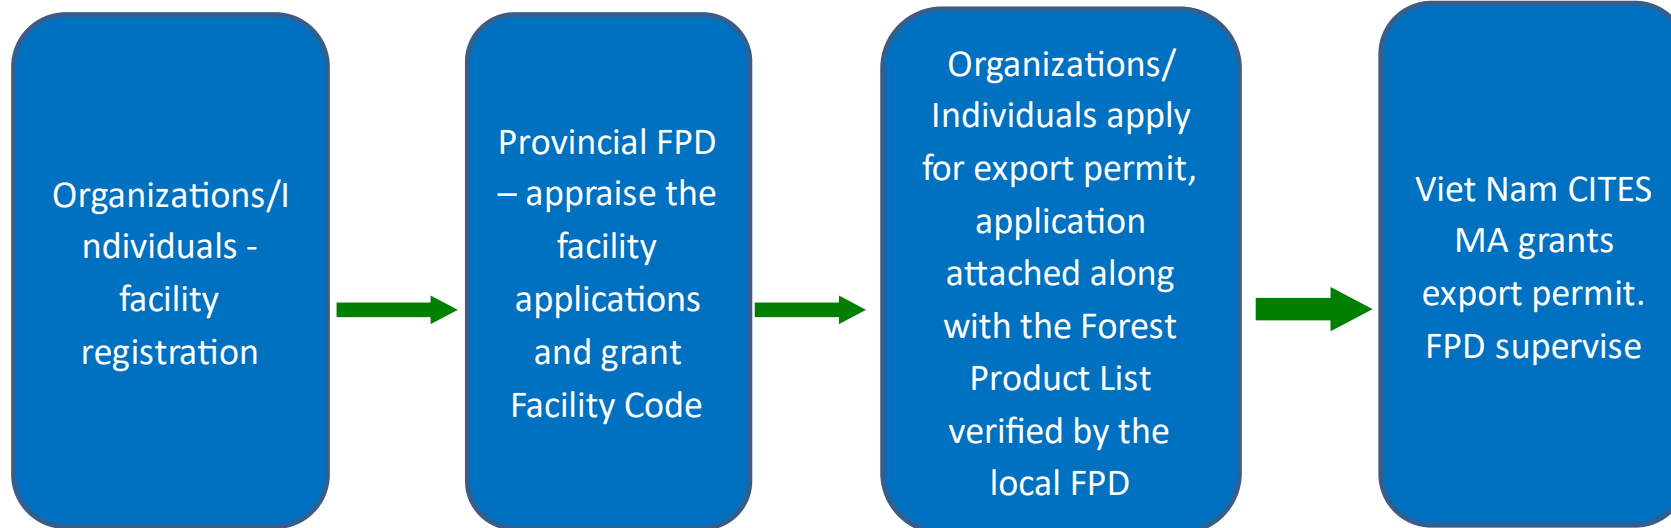 Organizations/I
ndividuals -
facility
registration
Provincial FPD
– appraise the
facility
applications
and grant
Facility Code
Organizations/
Individuals apply
for export permit,
application
attached along
with the Forest
Product List
verified by the
local FPD
Viet Nam CITES
MA grants
export permit.
FPD supervise